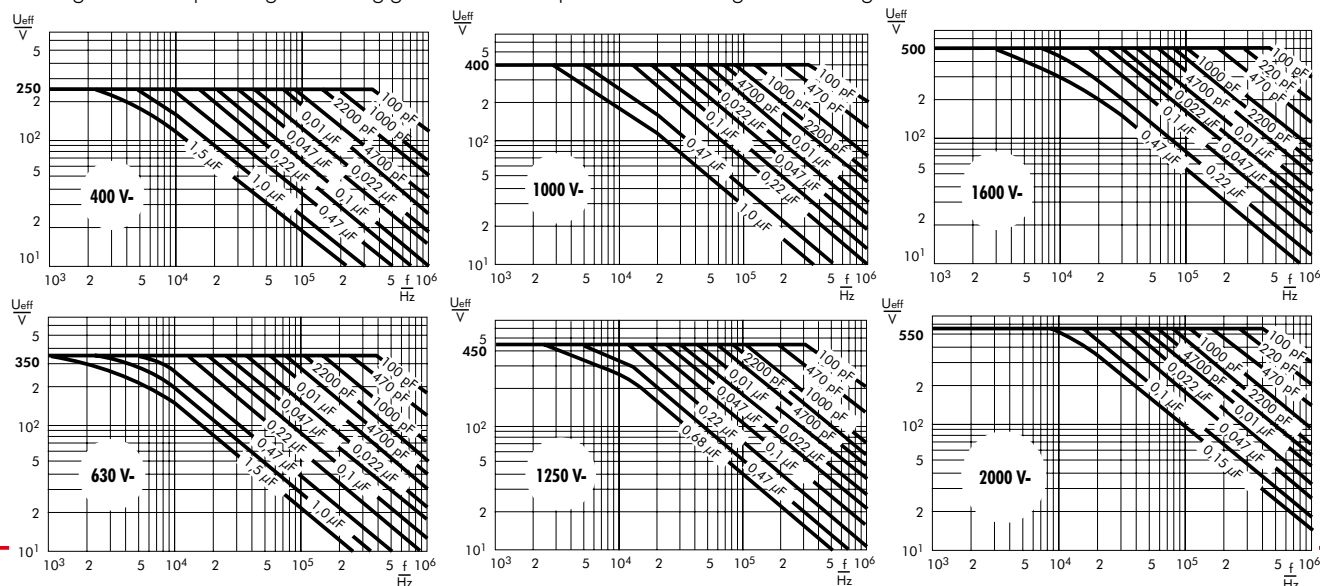 Ueff
V
5
250
2
10²
5
2
10¹
10³ 2 5 10⁴ 2 5 10⁵ 2 5 f 10⁶
Hz
400 V-
1,5 µF
1,0 µF
0,47 µF
0,22 µF
0,1 µF
0,047 µF
0,022 µF
0,01 µF
4700 pF
2200 pF
1000 pF
100 pF
Ueff
V
5
400
2
10²
5
2
10¹
10³ 2 5 10⁴ 2 5 10⁵ 2 5 f 10⁶
Hz
1000 V-
1,0 µF
0,47 µF
0,22 µF
0,1 µF
0,047 µF
0,022 µF
0,01 µF
4700 pF
2200 pF
1000 pF
470 pF
100 pF
Ueff
V
500
2
10²
5
2
10¹
10³ 2 5 10⁴ 2 5 10⁵ 2 5 f 10⁶
Hz
1600 V-
0,47 µF
0,22 µF
0,1 µF
0,047 µF
0,022 µF
0,01 µF
4700 pF
2200 pF
1000 pF
470 pF
220 pF
100 pF
Ueff
V
5
350
2
10²
5
2
10¹
10³ 2 5 10⁴ 2 5 10⁵ 2 5 f 10⁶
Hz
630 V-
1,5 µF
1,0 µF
0,47 µF
0,22 µF
0,1 µF
0,047 µF
0,022 µF
0,01 µF
4700 pF
2200 pF
1000 pF
470 pF
100 pF
Ueff
V
5
450
2
10²
5
2
10¹
10³ 2 5 10⁴ 2 5 10⁵ 2 5 f 10⁶
Hz
1250 V-
0,68 µF
0,47 µF
0,22 µF
0,1 µF
0,047 µF
0,022 µF
0,01 µF
4700 pF
2200 pF
1000 pF
470 pF
100 pF
Ueff
V
550
2
10²
5
2
10¹
10³ 2 5 10⁴ 2 5 10⁵ 2 5 f 10⁶
Hz
2000 V-
0,15 µF
0,1 µF
0,047 µF
0,022 µF
0,01 µF
4700 pF
2200 pF
1000 pF
470 pF
220 pF
100 pF